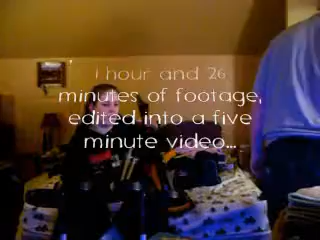 1 hour and 26
minutes of footage,
edited into a five
minute video...